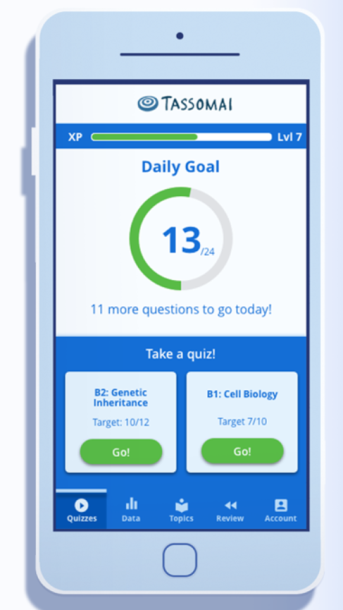 TASSOMAI
XP Lvl 7
Daily Goal
13/24
11 more questions to go today!
Take a quiz!
B2: Genetic
Inheritance
Target: 10/12
Go!
B1: Cell Biology
Target 7/10
Go!
Quizzes Data Topics Review Account